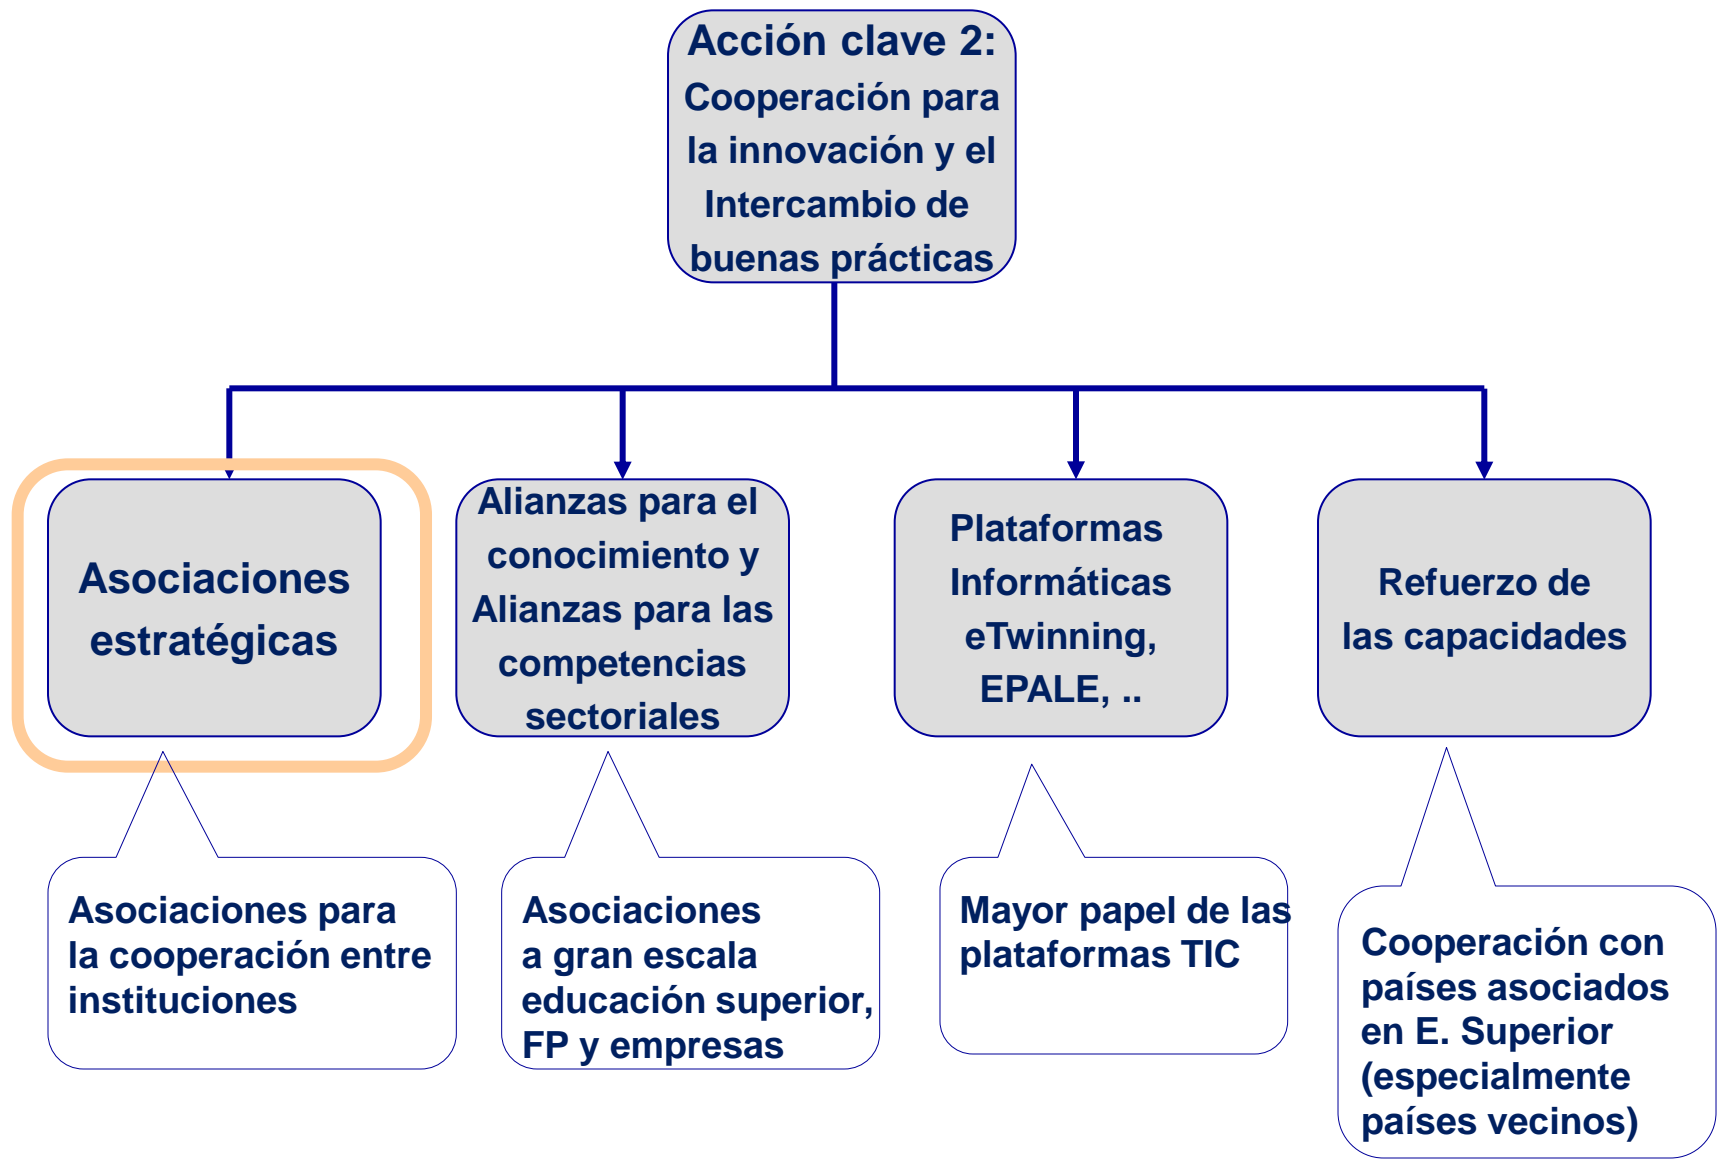 Acción clave 2:
Cooperación para
la innovación y el
Intercambio de
buenas prácticas
Asociaciones
estratégicas
Alianzas para el
conocimiento y
Alianzas para las
competencias
sectoriales
Plataformas
Informáticas
eTwinning,
EPALE, ..
Refuerzo de
las capacidades
Asociaciones para
la cooperación entre
instituciones
Asociaciones
a gran escala
educación superior,
FP y empresas
Mayor papel de las
plataformas TIC
Cooperación con
países asociados
en E. Superior
(especialmente
países vecinos)